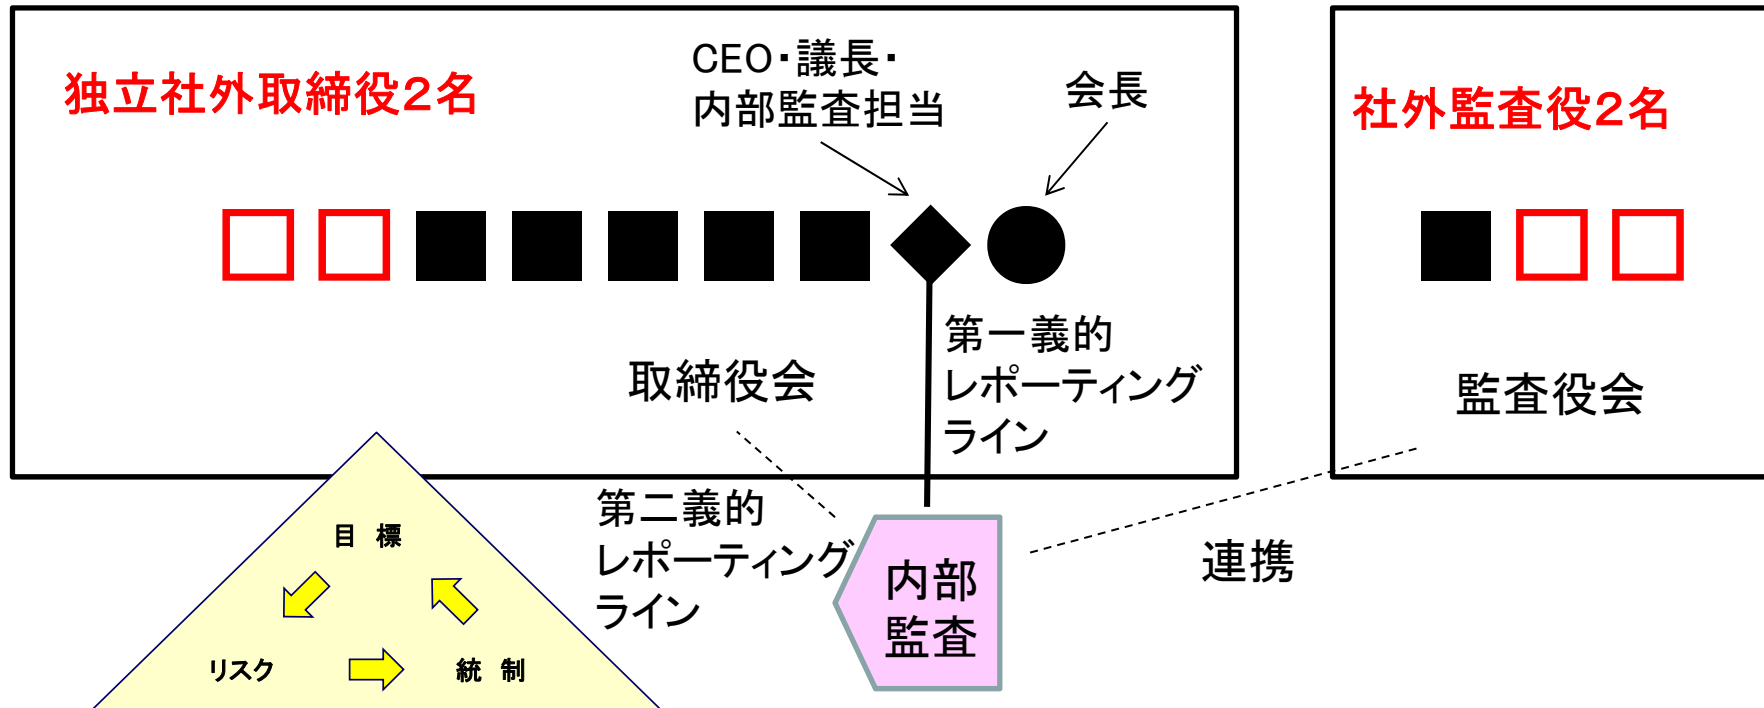 独立社外取締役2名
CEO・議長・
内部監査担当
会長
社外監査役2名
第一義的
レポーティング
ライン
取締役会
監査役会
第二義的
レポーティング
ライン
内部
監査
連携
目 標
リスク
統 制